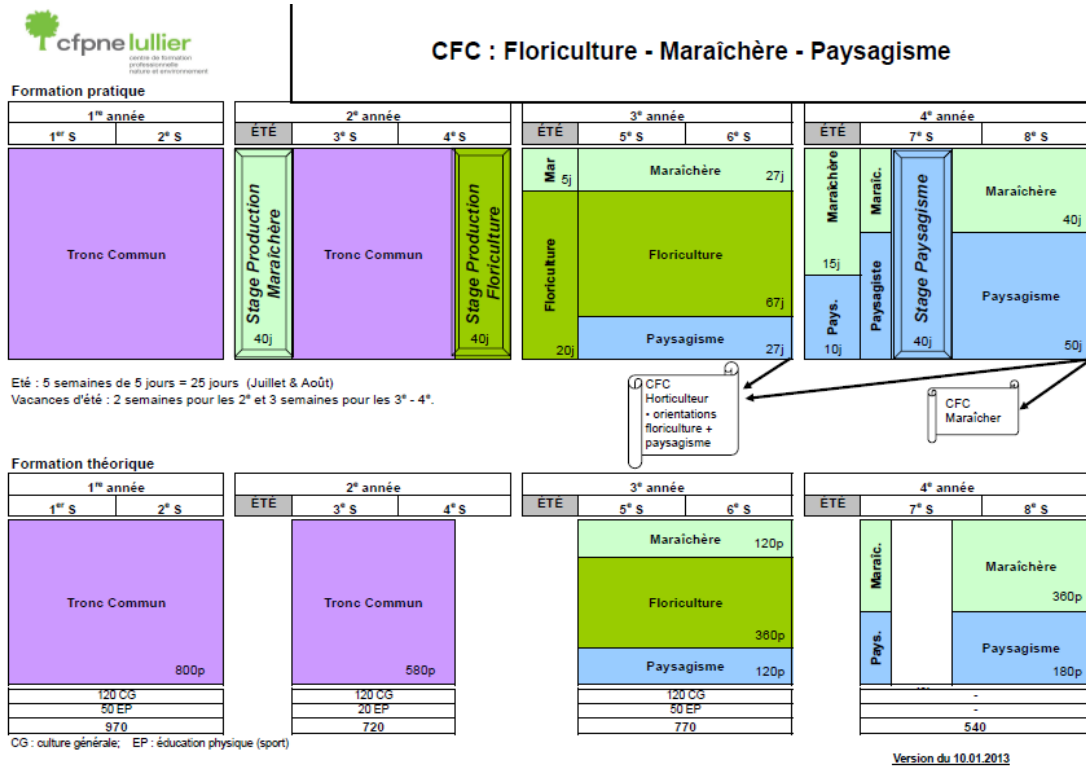 cfpne lullier
centre de formation
professionnelle
nature et environnement
CFC : Floriculture - Maraîchère - Paysagisme
Formation pratique
1re année
2e année
3e année
4e année
1er S
2e S
ÉTÉ
3e S
4e S
ÉTÉ
5e S
6e S
ÉTÉ
7e S
8e S
Tronc Commun
Stage Production
Maraîchère
40j
Tronc Commun
Stage Production
Floriculture
40j
Mar
5j
Floriculture
20j
Maraîchère
27j
Floriculture
67j
Paysagisme
27j
Maraîchère
15j
Pays.
10j
Maraîc.
Paysagiste
Stage Paysagisme
40j
Maraîchère
40j
Paysagisme
50j
Eté : 5 semaines de 5 jours = 25 jours (Juillet & Août)
Vacances d'été : 2 semaines pour les 2e et 3 semaines pour les 3e - 4e.
CFC
Horticulteur
- orientations
floriculture +
paysagisme
CFC
Maraîcher
Formation théorique
1re année
2e année
3e année
4e année
1er S
2e S
ÉTÉ
3e S
4e S
ÉTÉ
5e S
6e S
ÉTÉ
7e S
8e S
Tronc Commun
800p
Tronc Commun
580p
Maraîchère
120p
Floriculture
360p
Paysagisme
120p
Maraîc.
Pays.
Maraîchère
360p
Paysagisme
180p
120 CG
120 CG
120 CG
-
50 EP
20 EP
50 EP
-
970
720
770
540
CG : culture générale; EP : éducation physique (sport)
Version du 10.01.2013